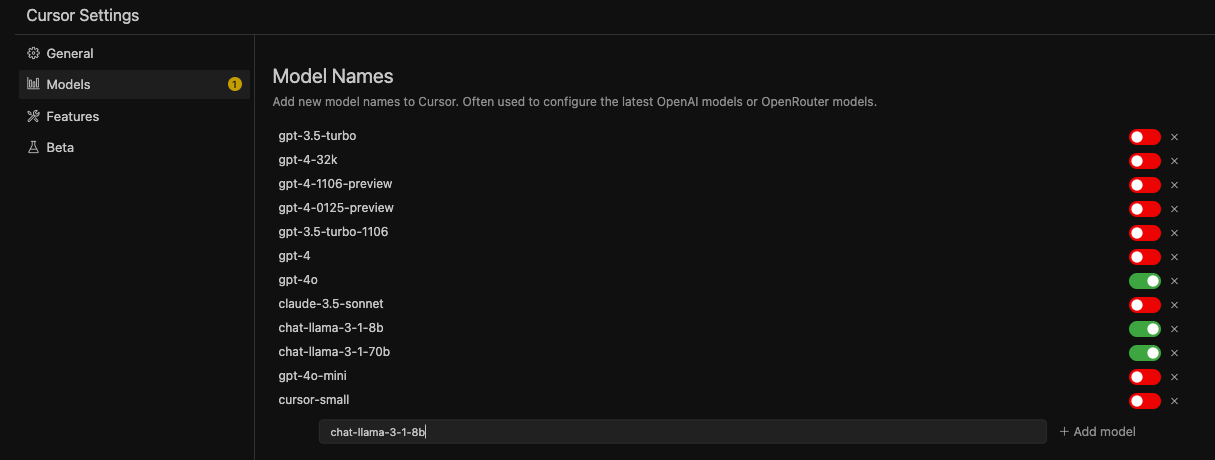 Cursor Settings
General
Models 1
Features
Beta
Model Names
Add new model names to Cursor. Often used to configure the latest OpenAI models or OpenRouter models.
gpt-3.5-turbo
gpt-4-32k
gpt-4-1106-preview
gpt-4-0125-preview
gpt-3.5-turbo-1106
gpt-4
gpt-4o
claude-3.5-sonnet
chat-llama-3-1-8b
chat-llama-3-1-70b
gpt-4o-mini
cursor-small
chat-llama-3-1-8b + Add model